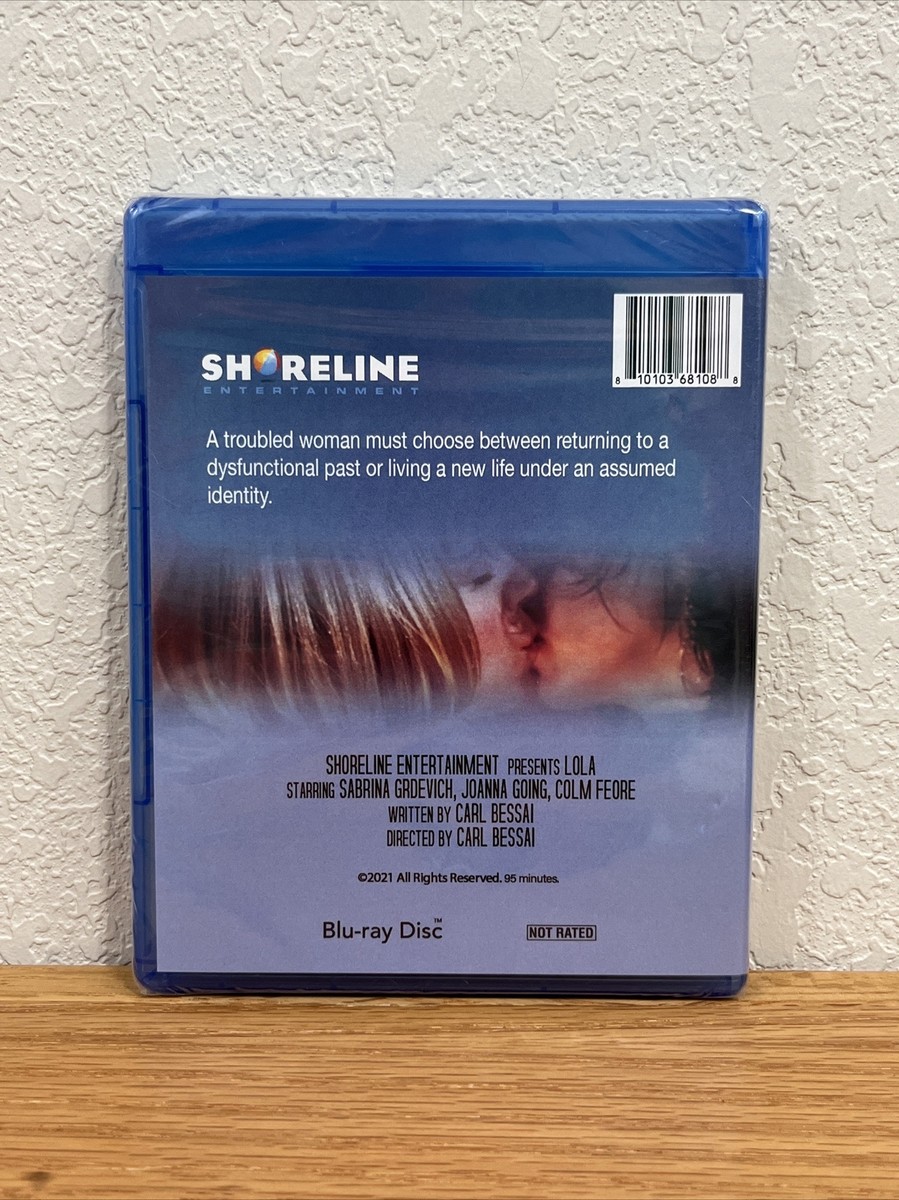 SHORELINE
ENTERTAINMENT
8 10103 68108 8
A troubled woman must choose between returning to a
dysfunctional past or living a new life under an assumed
identity.
SHORELINE ENTERTAINMENT PRESENTS LOLA
STARRING SABRINA GRDEVICH, JOANNA GOING, COLM FEORE
WRITTEN BY CARL BESSAI
DIRECTED BY CARL BESSAI
©2021 All Rights Reserved. 95 minutes.
Blu-ray Disc™
NOT RATED